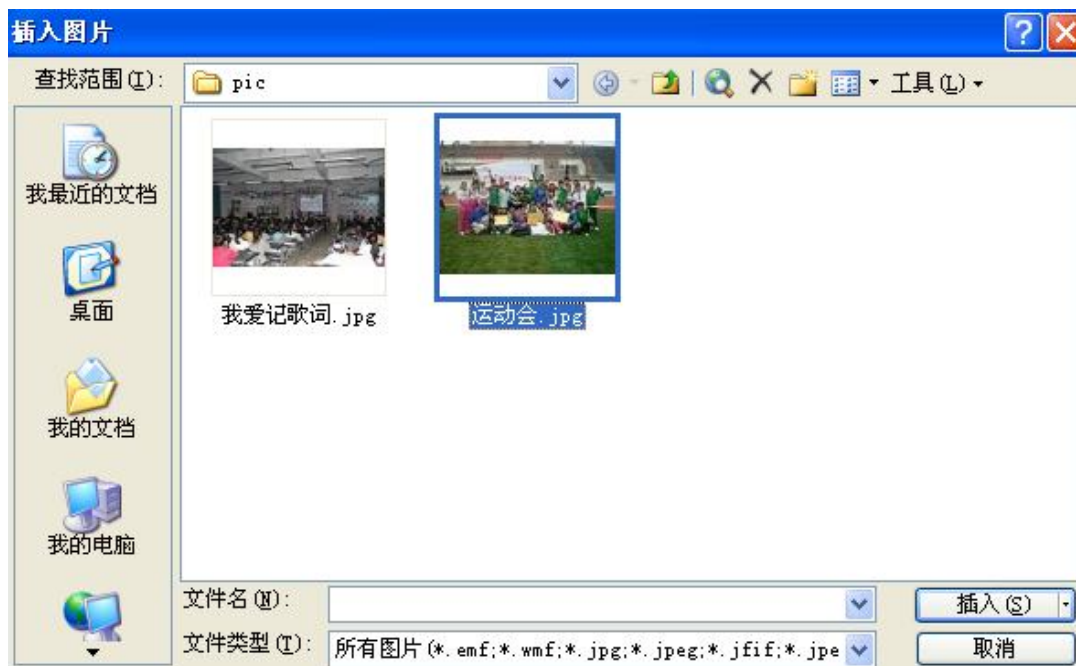 插入图片
查找范围(I):
pic
工具(L)
我最近的文档
桌面
我的文档
我的电脑
我爱记歌词.jpg
运动会.jpg
文件名(N):
插入(S)
文件类型(T):
所有图片(*.emf;*.wmf;*.jpg;*.jpeg;*.jfif;*.jpe
取消